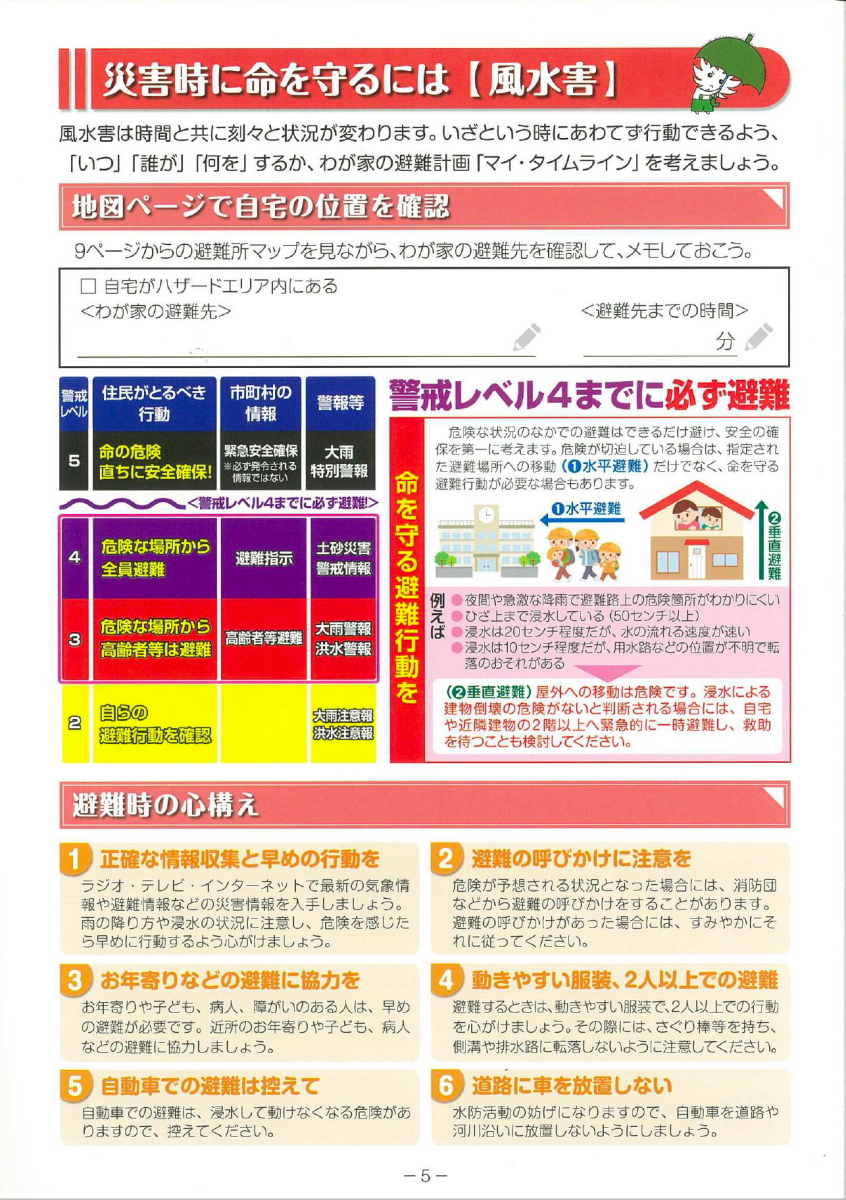 災害時に命を守るには【風水害】
風水害は時間と共に刻々と状況が変わります。いざという時にあわてず行動できるよう、
「いつ」「誰が」「何を」するか、わが家の避難計画「マイ・タイムライン」を考えましょう。
地図ページで自宅の位置を確認
9ページからの避難所マップを見ながら、わが家の避難先を確認して、メモしておこう。
□ 自宅がハザードエリア内にある
<わが家の避難先>
<避難先までの時間>
分
警戒
レベル
住民がとるべき
行動
市町村の
情報
警報等
5
命の危険
直ちに安全確保!
緊急安全確保
※必ず発令される
情報ではない
大雨
特別警報
<警戒レベル4までに必ず避難!>
4
危険な場所から
全員避難
避難指示
土砂災害
警戒情報
3
危険な場所から
高齢者等は避難
高齢者等避難
大雨警報
洪水警報
2
自らの
避難行動を確認
大雨注意報
洪水注意報
警戒レベル4までに必ず避難
命を守る避難行動を
危険な状況のなかでの避難はできるだけ避け、安全の確
保を第一に考えます。危険が切迫している場合は、指定され
た避難場所への移動(①水平避難)だけでなく、命を守る
避難行動が必要な場合もあります。
①水平避難
②垂直避難
例えば
●夜間や急激な降雨で避難路上の危険箇所がわかりにくい
●ひざ上まで浸水している(50センチ以上)
●浸水は20センチ程度だが、水の流れる速度が速い
●浸水は10センチ程度だが、用水路などの位置が不明で転
落のおそれがある
(②垂直避難)屋外への移動は危険です。浸水による
建物倒壊の危険がないと判断される場合には、自宅
や近隣建物の2階以上へ緊急的に一時避難し、救助
を待つことも検討してください。
避難時の心構え
1 正確な情報収集と早めの行動を
ラジオ・テレビ・インターネットで最新の気象情
報や避難情報などの災害情報を入手しましょう。
雨の降り方や浸水の状況に注意し、危険を感じた
ら早めに行動するよう心がけましょう。
2 避難の呼びかけに注意を
危険が予想される状況となった場合には、消防団
などから避難の呼びかけをすることがあります。
避難の呼びかけがあった場合には、すみやかにそ
れに従ってください。
3 お年寄りなどの避難に協力を
お年寄りや子ども、病人、障がいのある人は、早め
の避難が必要です。近所のお年寄りや子ども、病人
などの避難に協力しましょう。
4 動きやすい服装、2人以上での避難
避難するときは、動きやすい服装で、2人以上での行動
を心がけましょう。その際には、さぐり棒等を持ち、
側溝や排水路に転落しないように注意してください。
5 自動車での避難は控えて
自動車での避難は、浸水して動けなくなる危険があ
りますので、控えてください。
6 道路に車を放置しない
水防活動の妨げになりますので、自動車を道路や
河川沿いに放置しないようにしましょう。
－5－